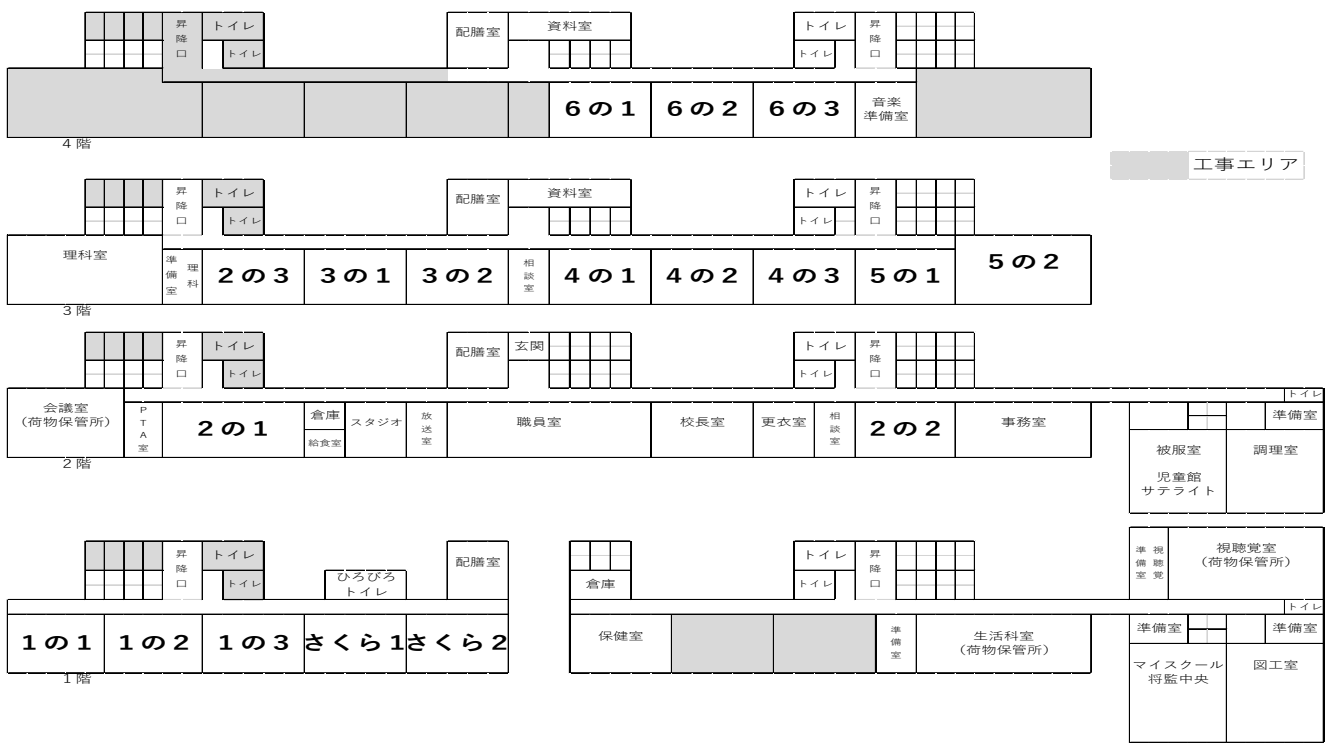 昇降口
トイレ
トイレ
配膳室
資料室
トイレ
トイレ
昇降口
6の1
6の2
6の3
音楽
準備室
4階
工事エリア
昇降口
トイレ
トイレ
配膳室
資料室
トイレ
トイレ
昇降口
理科室
理科
準備室
2の3
3の1
3の2
相談室
4の1
4の2
4の3
5の1
5の2
3階
昇降口
トイレ
トイレ
配膳室
玄関
トイレ
トイレ
昇降口
トイレ
会議室
(荷物保管所)
PTA室
2の1
倉庫
給食室
スタジオ
放送室
職員室
校長室
更衣室
相談室
2の2
事務室
準備室
被服室
児童館
サテライト
調理室
2階
昇降口
トイレ
トイレ
ひろびろ
トイレ
配膳室
倉庫
トイレ
トイレ
昇降口
視聴覚
準備室
視聴覚室
(荷物保管所)
トイレ
1の1
1の2
1の3
さくら1
さくら2
保健室
準備室
生活科室
(荷物保管所)
準備室
準備室
マイスクール
将監中央
図工室
1階